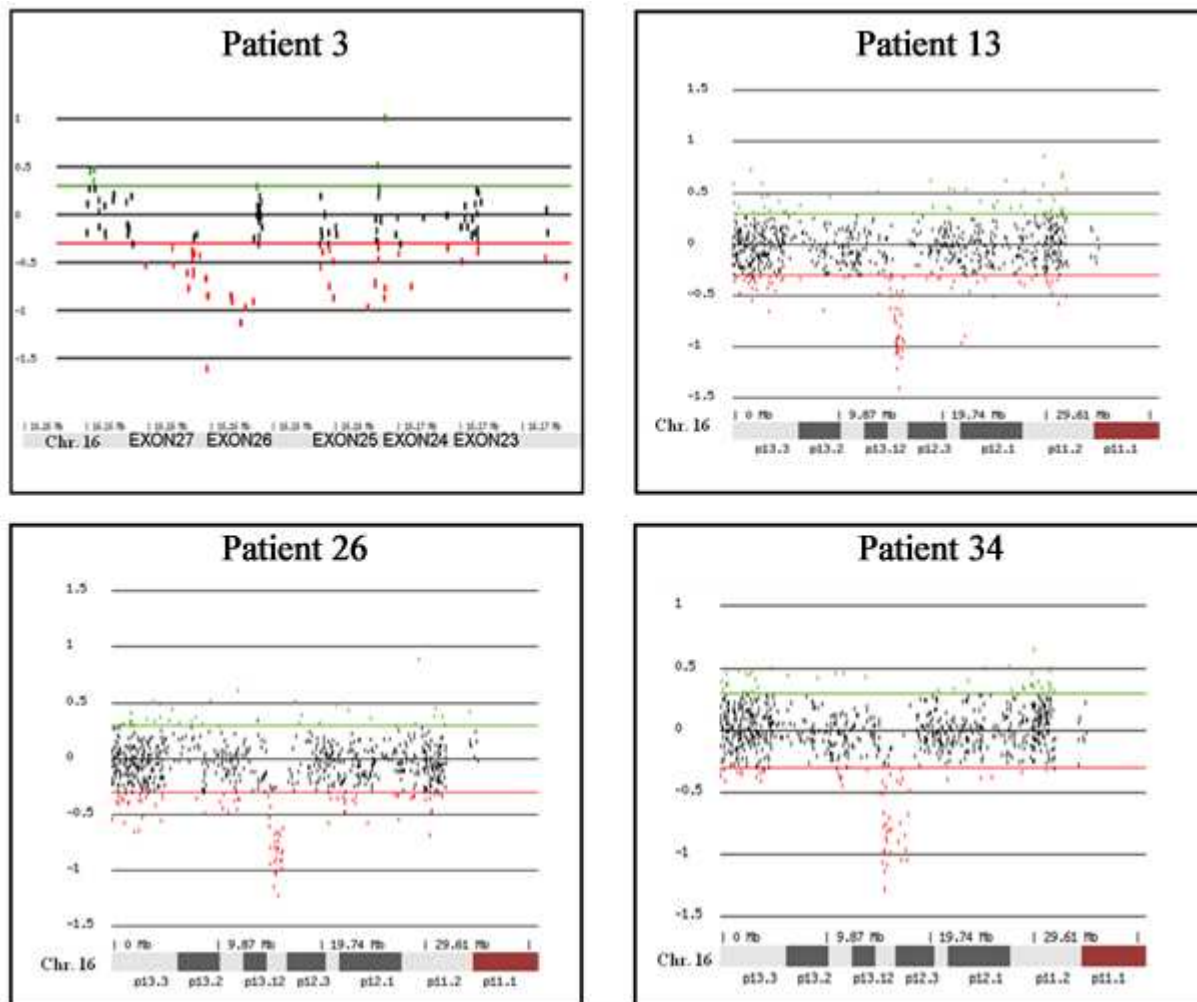 Patient 3
1
0.5
0
-0.5
-1
-1.5
Chr. 16 EXON27 EXON26 EXON25 EXON24 EXON23
Patient 13
1.5
1
0.5
0
-0.5
-1
-1.5
| 0 Mb | 9.87 Mb | 19.74 Mb | 29.61 Mb |
Chr. 16
p13.3 p13.2 p13.12 p12.3 p12.1 p11.2 p11.1
Patient 26
1.5
1
0.5
0
-0.5
-1
-1.5
| 0 Mb | 9.87 Mb | 19.74 Mb | 29.61 Mb |
Chr. 16
p13.3 p13.2 p13.12 p12.3 p12.1 p11.2 p11.1
Patient 34
1
0.5
0
-0.5
-1
-1.5
| 0 Mb | 9.87 Mb | 19.74 Mb | 29.61 Mb |
Chr. 16
p13.3 p13.2 p13.12 p12.3 p12.1 p11.2 p11.1